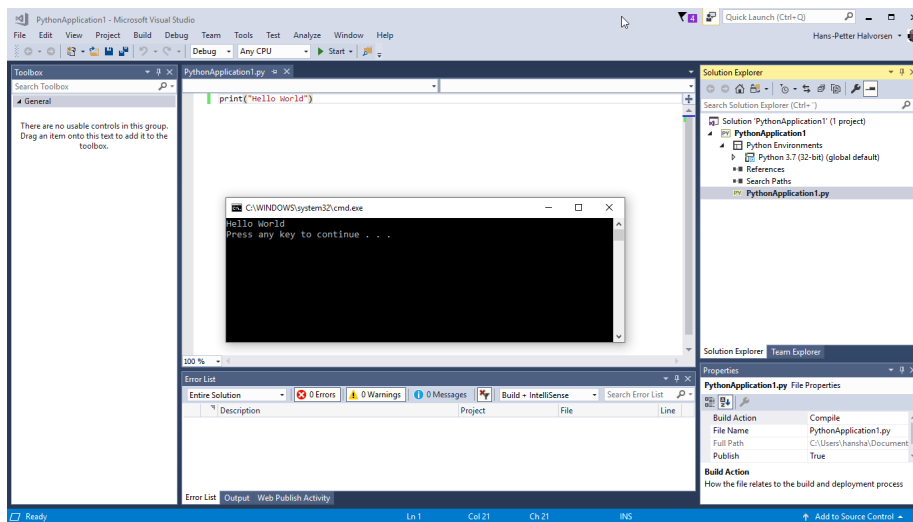 PythonApplication1 - Microsoft Visual Studio
4
Quick Launch (Ctrl+Q)
File Edit View Project Build Debug Team Tools Test Analyze Window Help
Hans-Petter Halvorsen
Debug Any CPU Start
Toolbox
Search Toolbox
General
There are no usable controls in this group.
Drag an item onto this text to add it to the
toolbox.
PythonApplication1.py
print("Hello World")
C:\WINDOWS\system32\cmd.exe
Hello World
Press any key to continue . . .
100 %
Error List
Entire Solution 0 Errors 0 Warnings 0 Messages Build + IntelliSense Search Error List
Description Project File Line
Error List Output Web Publish Activity
Solution Explorer
Search Solution Explorer (Ctrl+¨)
Solution 'PythonApplication1' (1 project)
PY PythonApplication1
Python Environments
Python 3.7 (32-bit) (global default)
References
Search Paths
PY PythonApplication1.py
Solution Explorer Team Explorer
Properties
PythonApplication1.py File Properties
Build Action Compile
File Name PythonApplication1.py
Full Path C:\Users\hansha\Document
Publish True
Build Action
How the file relates to the build and deployment process
Ready Ln 1 Col 21 Ch 21 INS Add to Source Control